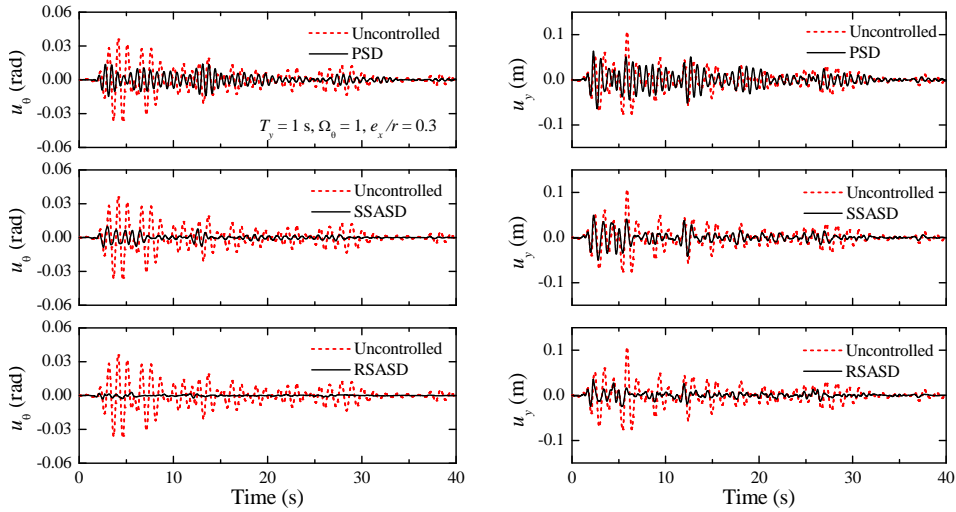 0.06
0.03
0.00
-0.03
-0.06
u_θ (rad)
Uncontrolled
PSD
T_y = 1 s, Ω_θ = 1, e_x /r = 0.3
0.1
0.0
-0.1
u_y (m)
Uncontrolled
PSD
0.06
0.03
0.00
-0.03
-0.06
u_θ (rad)
Uncontrolled
SSASD
0.1
0.0
-0.1
u_y (m)
Uncontrolled
SSASD
0.06
0.03
0.00
-0.03
-0.06
u_θ (rad)
Uncontrolled
RSASD
0 10 20 30 40
Time (s)
0.1
0.0
-0.1
u_y (m)
Uncontrolled
RSASD
0 10 20 30 40
Time (s)